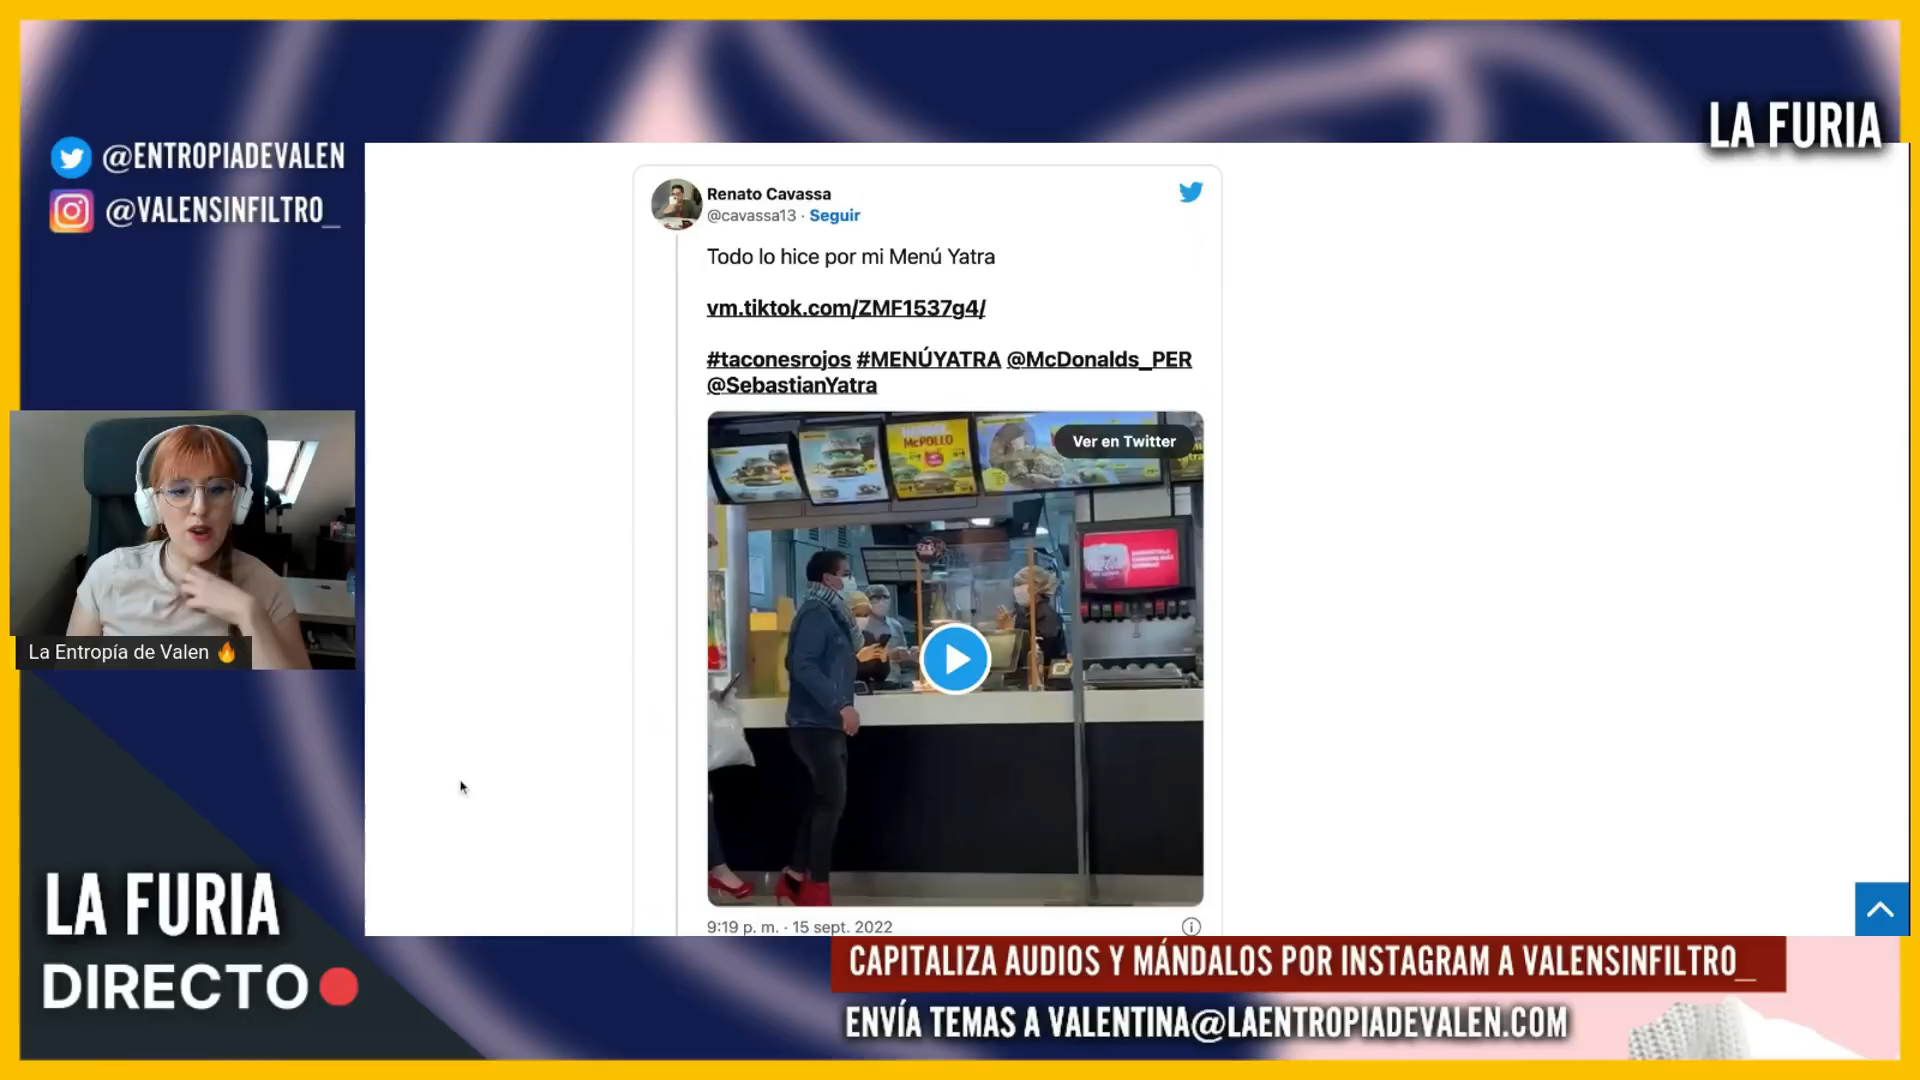 LA FURIA
@ENTROPIADEVALEN
@VALENSINFILTRO_
Renato Cavassa
@cavassa13 · Seguir
Todo lo hice por mi Menú Yatra
vm.tiktok.com/ZMF1537g4/
#taconesrojos #MENÚYATRA @McDonalds_PER
@SebastianYatra
McPOLLO
Ver en Twitter
La Entropía de Valen 🔥
9:19 p. m. · 15 sept. 2022
LA FURIA
DIRECTO
CAPITALIZA AUDIOS Y MÁNDALOS POR INSTAGRAM A VALENSINFILTRO_
ENVÍA TEMAS A VALENTINA@LAENTROPIADEVALEN.COM